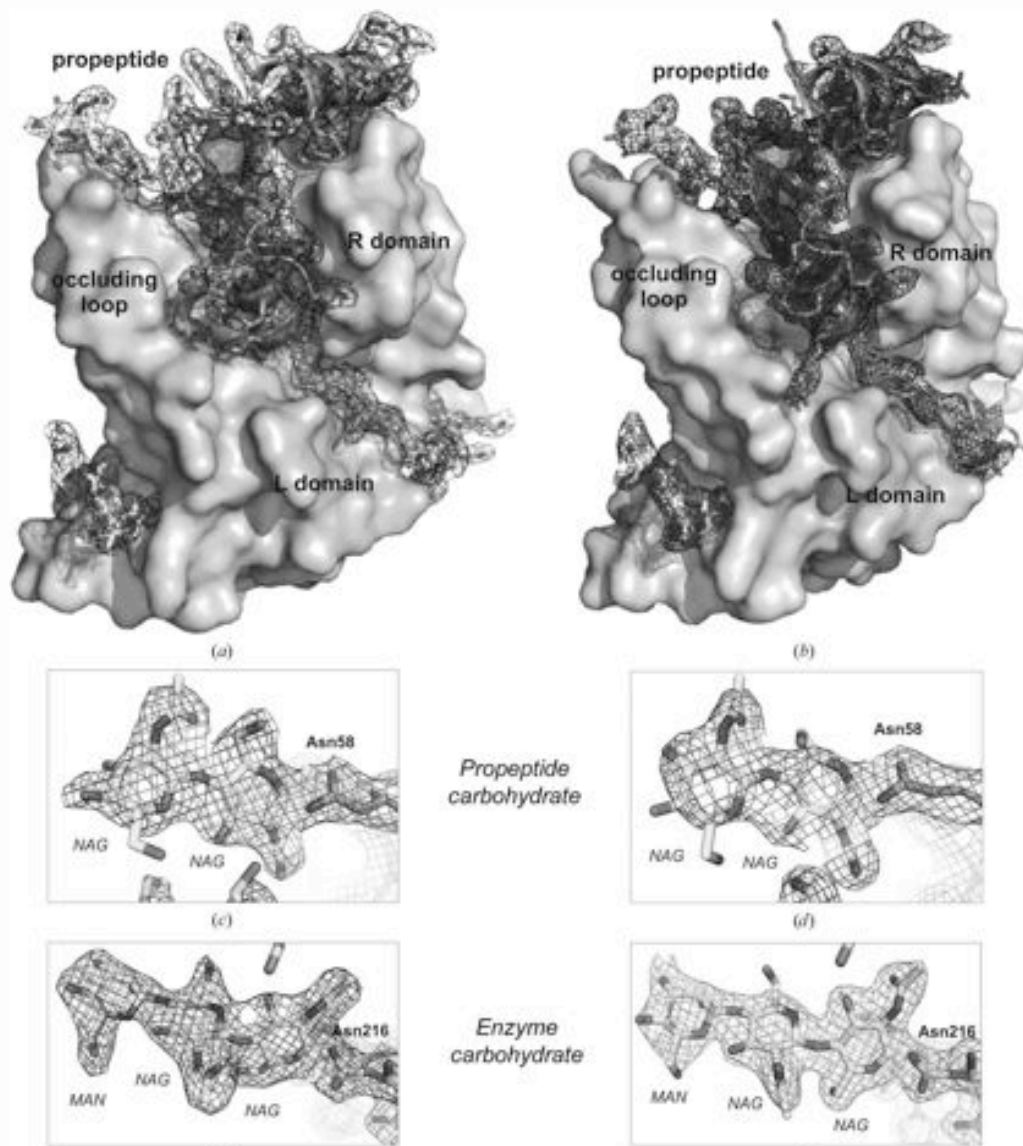 propeptide
propeptide
R domain
R domain
occluding
loop
occluding
loop
L domain
L domain
(a)
(b)
Asn58
Asn58
Propeptide
carbohydrate
NAG
NAG
NAG
NAG
(c)
(d)
Asn216
Asn216
Enzyme
carbohydrate
MAN
NAG
NAG
MAN
NAG
NAG